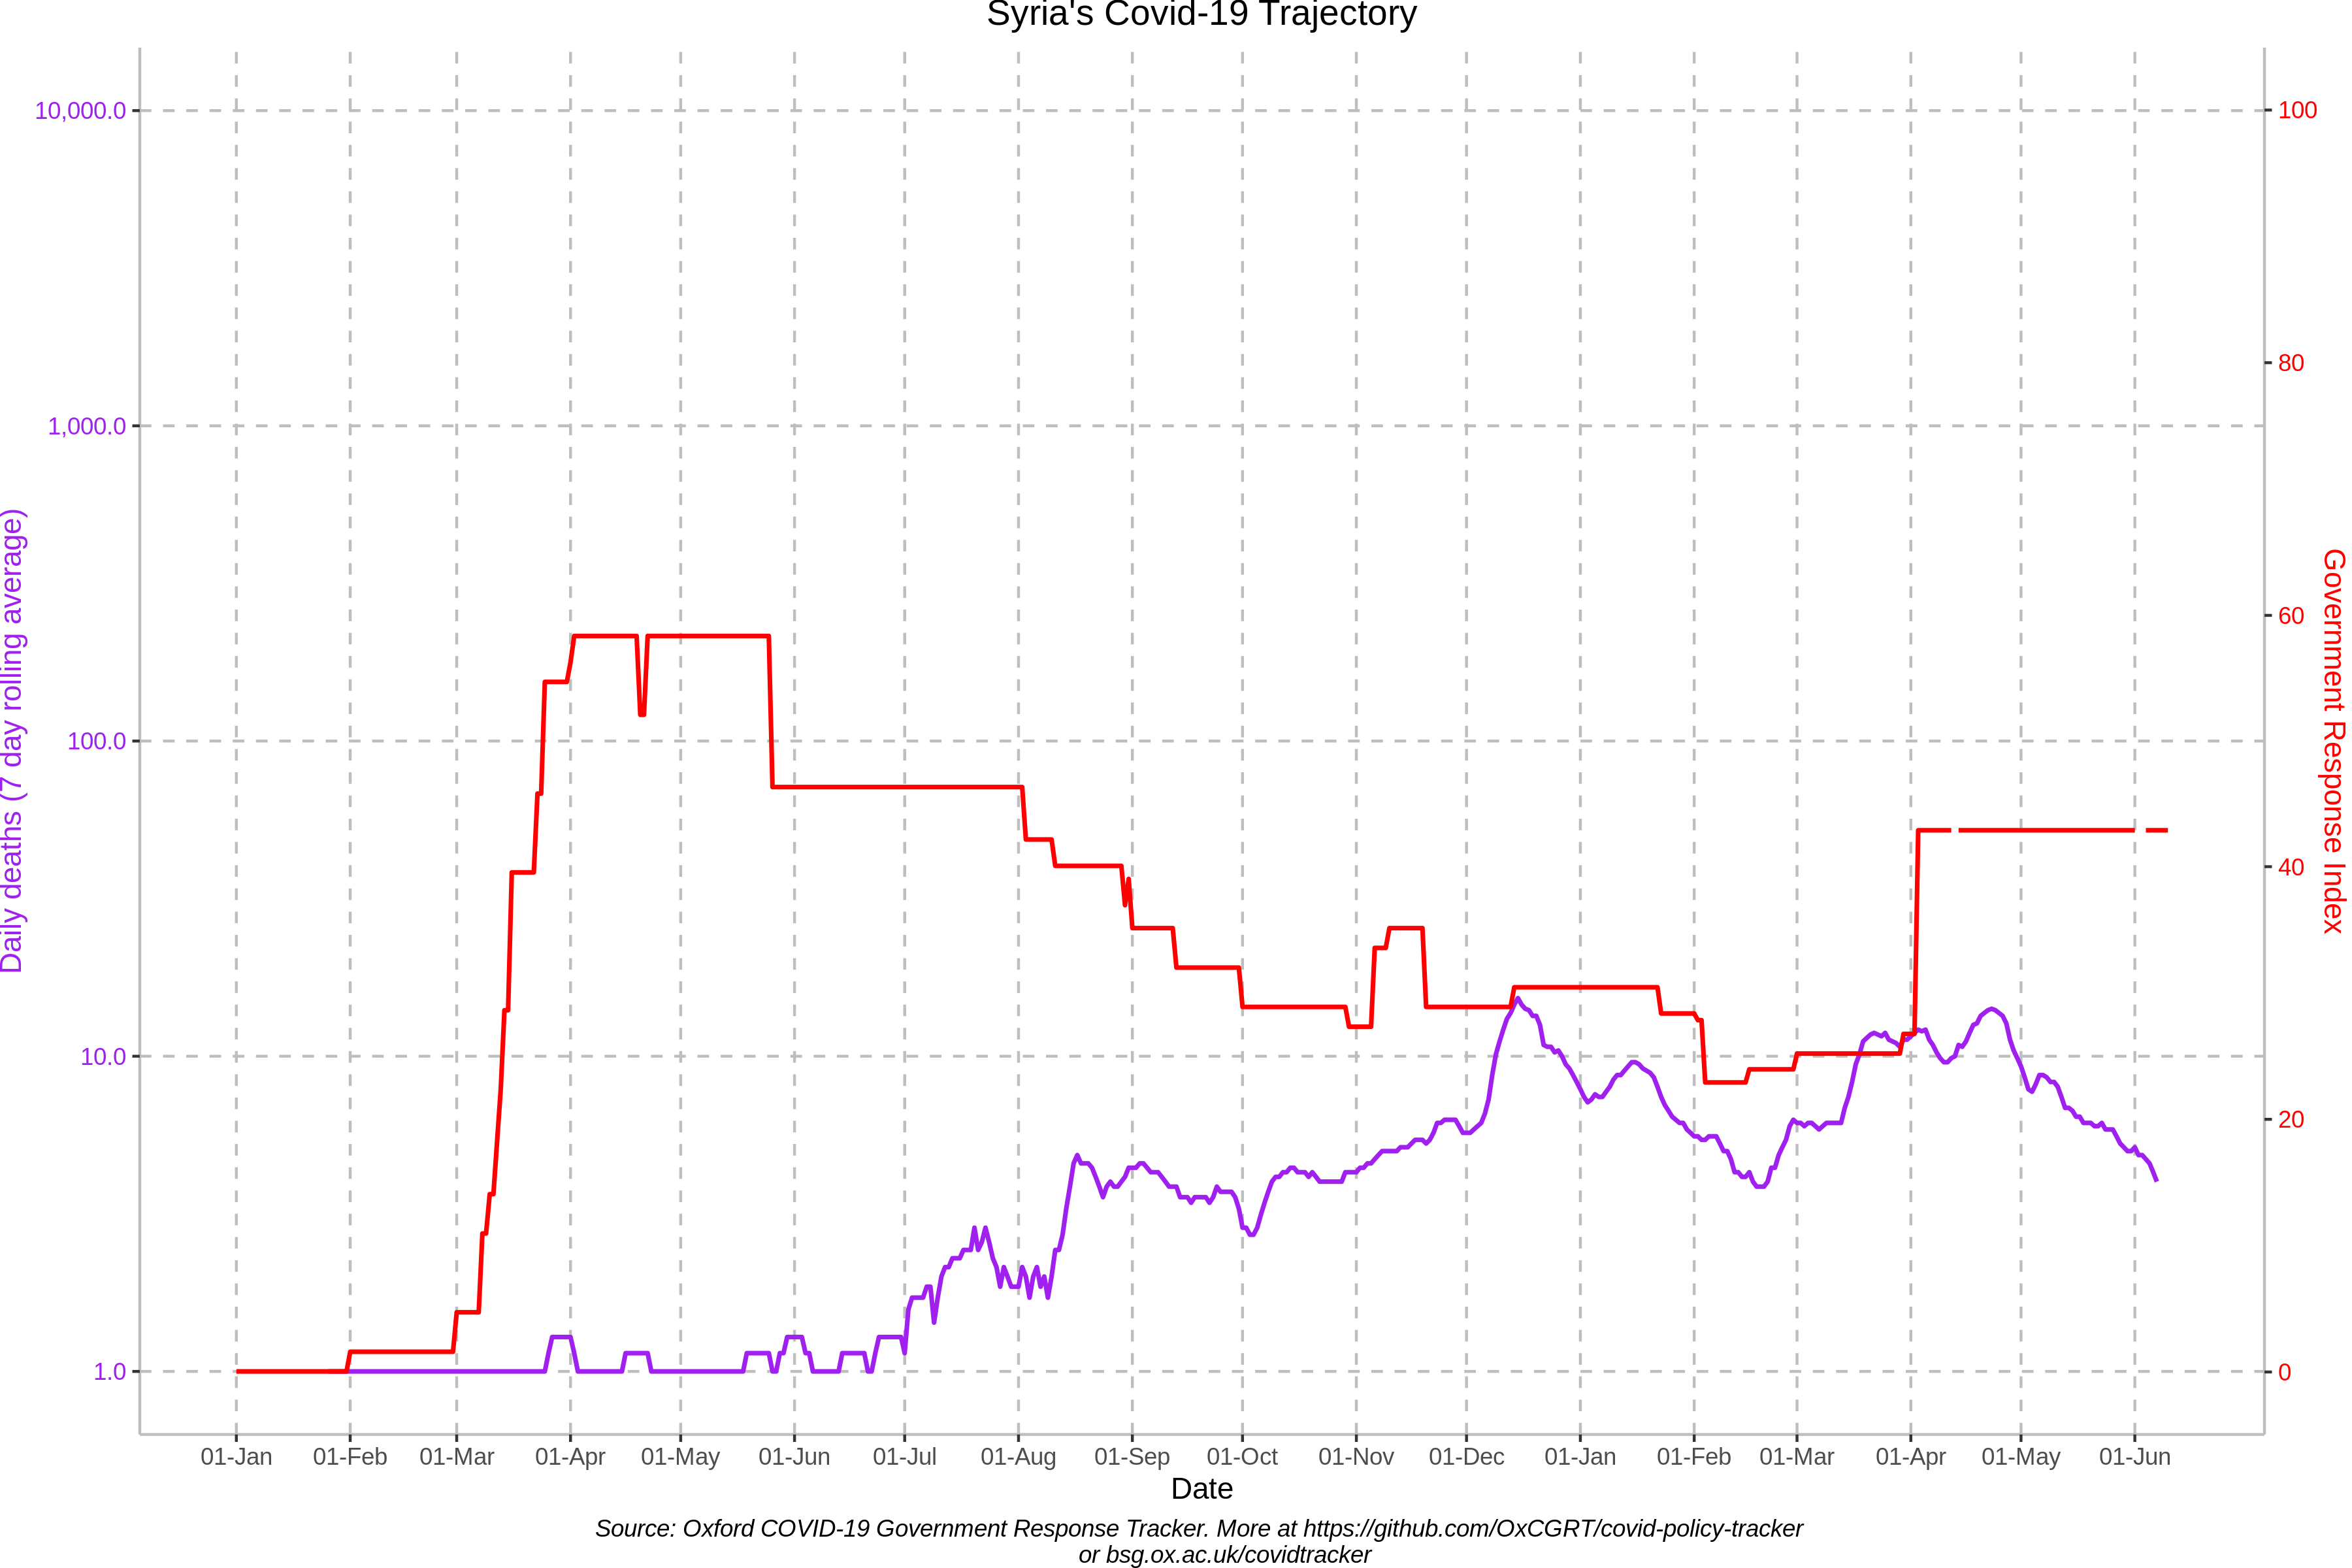 Syria's Covid-19 Trajectory
10,000.0
1,000.0
100.0
10.0
1.0
Daily deaths (7 day rolling average)
100
80
60
40
20
0
Government Response Index
01-Jan 01-Feb 01-Mar 01-Apr 01-May 01-Jun 01-Jul 01-Aug 01-Sep 01-Oct 01-Nov 01-Dec 01-Jan 01-Feb 01-Mar 01-Apr 01-May 01-Jun
Date
Source: Oxford COVID-19 Government Response Tracker. More at https://github.com/OxCGRT/covid-policy-tracker
or bsg.ox.ac.uk/covidtracker